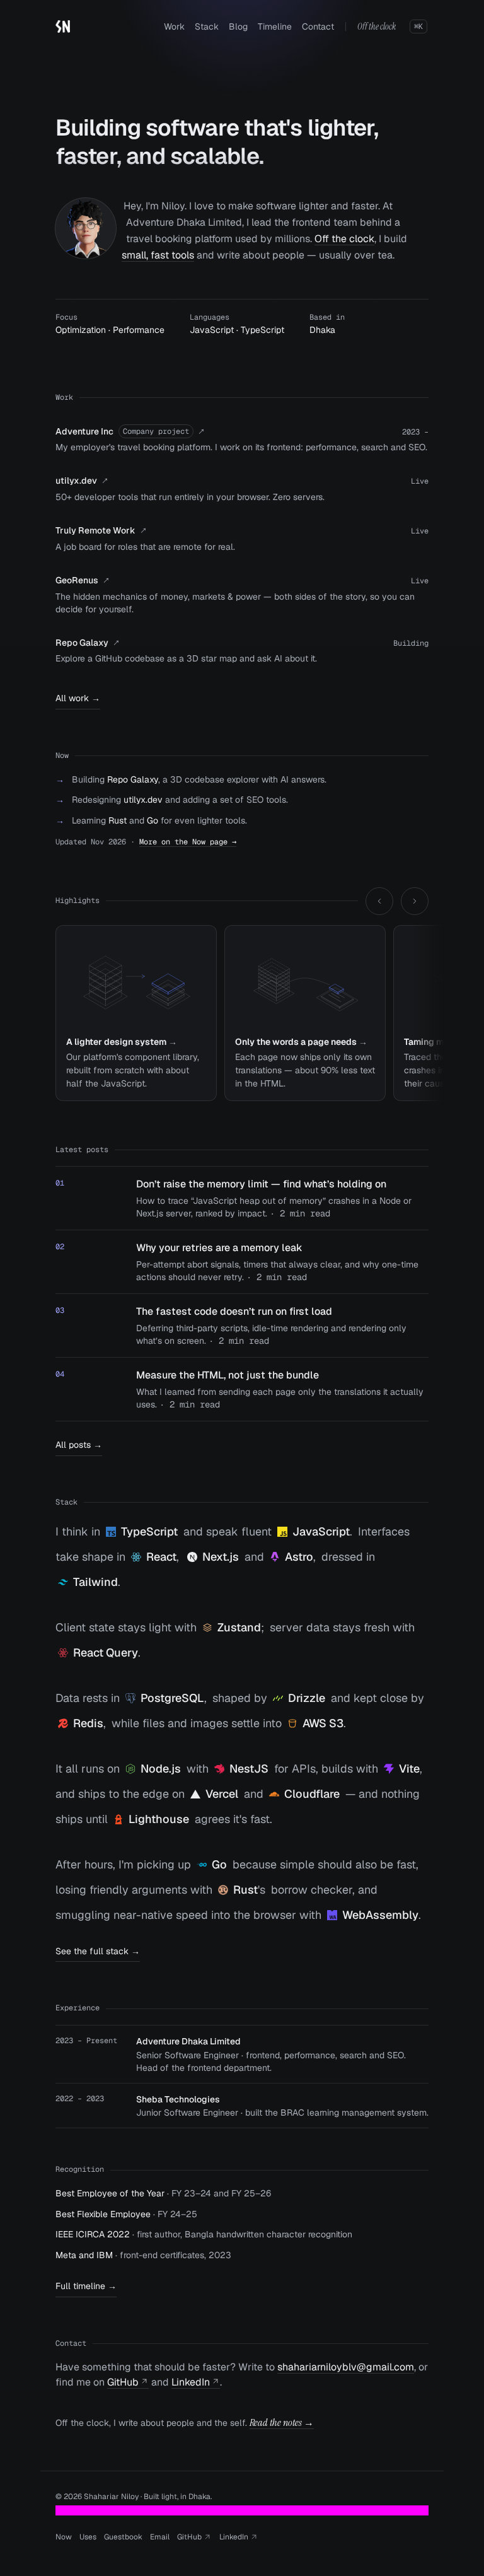 SN
Work Stack Blog Timeline Contact | Off the clock ⌘K
Building software that's lighter,
faster, and scalable.
Hey, I'm Niloy. I love to make software lighter and faster. At
Adventure Dhaka Limited, I lead the frontend team behind a
travel booking platform used by millions. Off the clock, I build
small, fast tools and write about people — usually over tea.
Focus Languages Based in
Optimization · Performance JavaScript · TypeScript Dhaka
Work
Adventure Inc Company project ↗ 2023 –
My employer's travel booking platform. I work on its frontend: performance, search and SEO.
utilyx.dev ↗ Live
50+ developer tools that run entirely in your browser. Zero servers.
Truly Remote Work ↗ Live
A job board for roles that are remote for real.
GeoRenus ↗ Live
The hidden mechanics of money, markets & power — both sides of the story, so you can
decide for yourself.
Repo Galaxy ↗ Building
Explore a GitHub codebase as a 3D star map and ask AI about it.
All work →
Now
→ Building Repo Galaxy, a 3D codebase explorer with AI answers.
→ Redesigning utilyx.dev and adding a set of SEO tools.
→ Learning Rust and Go for even lighter tools.
Updated Nov 2026 · More on the Now page →
Highlights ‹ ›
A lighter design system →
Our platform's component library,
rebuilt from scratch with about
half the JavaScript.
Only the words a page needs →
Each page now ships only its own
translations — about 90% less text
in the HTML.
Taming
Traced
crashes
their
Latest posts
01 Don't raise the memory limit — find what's holding on
How to trace "JavaScript heap out of memory" crashes in a Node or
Next.js server, ranked by impact. · 2 min read
02 Why your retries are a memory leak
Per-attempt abort signals, timers that always clear, and why one-time
actions should never retry. · 2 min read
03 The fastest code doesn't run on first load
Deferring third-party scripts, idle-time rendering and rendering only
what's on screen. · 2 min read
04 Measure the HTML, not just the bundle
What I learned from sending each page only the translations it actually
uses. · 2 min read
All posts →
Stack
I think in TypeScript and speak fluent JavaScript. Interfaces
take shape in React, Next.js and Astro, dressed in
Tailwind.
Client state stays light with Zustand; server data stays fresh with
React Query.
Data rests in PostgreSQL, shaped by Drizzle and kept close by
Redis, while files and images settle into AWS S3.
It all runs on Node.js with NestJS for APIs, builds with Vite,
and ships to the edge on Vercel and Cloudflare — and nothing
ships until Lighthouse agrees it's fast.
After hours, I'm picking up Go because simple should also be fast,
losing friendly arguments with Rust's borrow checker, and
smuggling near-native speed into the browser with WebAssembly.
See the full stack →
Experience
2023 – Present Adventure Dhaka Limited
Senior Software Engineer · frontend, performance, search and SEO.
Head of the frontend department.
2022 – 2023 Sheba Technologies
Junior Software Engineer · built the BRAC learning management system.
Recognition
Best Employee of the Year · FY 23–24 and FY 25–26
Best Flexible Employee · FY 24–25
IEEE ICIRCA 2022 · first author, Bangla handwritten character recognition
Meta and IBM · front-end certificates, 2023
Full timeline →
Contact
Have something that should be faster? Write to shahariarniloyblv@gmail.com, or
find me on GitHub ↗ and LinkedIn ↗.
Off the clock, I write about people and the self. Read the notes →
© 2026 Shahariar Niloy · Built light, in Dhaka.
Now Uses Guestbook Email GitHub ↗ LinkedIn ↗